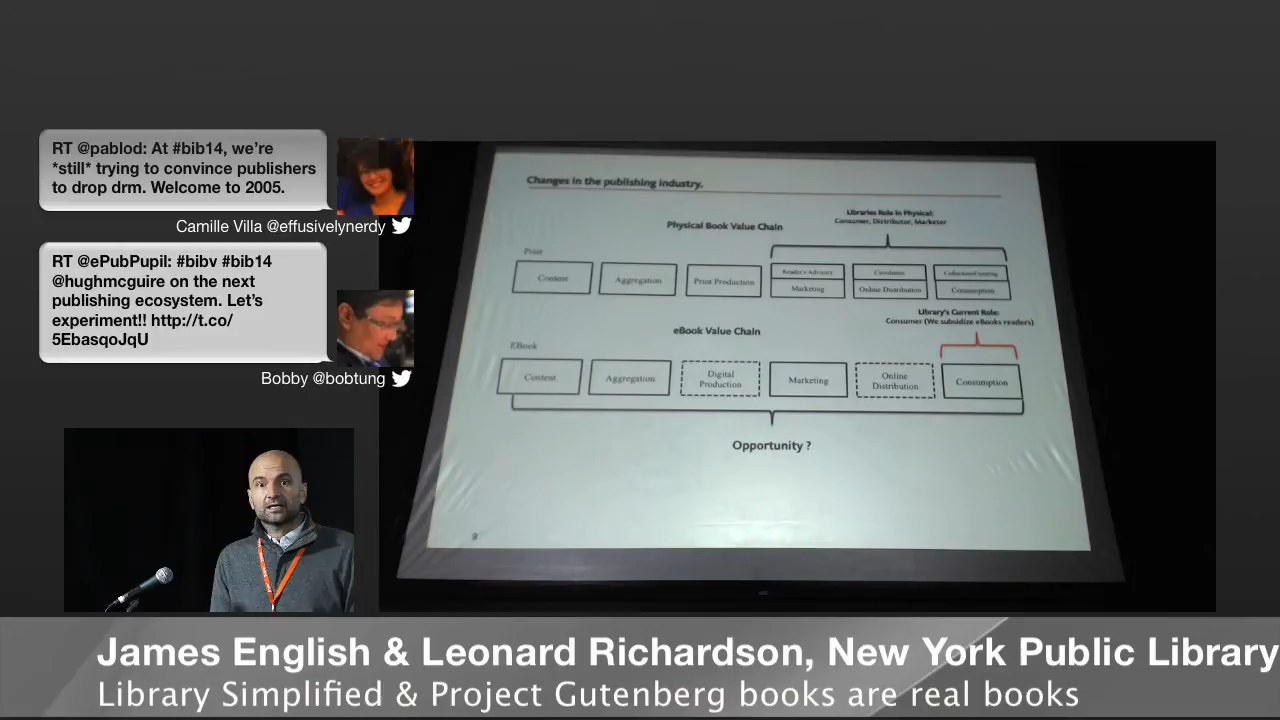 RT @pablod: At #bib14, we're
*still* trying to convince publishers
to drop drm. Welcome to 2005.
Camille Villa @effusivelynerdy
RT @ePubPupil: #bibv #bib14
@hughmcguire on the next
publishing ecosystem. Let's
experiment!! http://t.co/
5EbasqoJqU
Bobby @bobtung
Changes in the publishing industry.
Libraries Role in Physical:
Consumer, Distributor, Marketer
Physical Book Value Chain
Print
Content
Aggregation
Print Production
Reader's Advisory
Marketing
Circulation
Online Distribution
Consumption
Library's Current Role:
Consumer (We subsidize eBooks readers)
eBook Value Chain
EBook
Content
Aggregation
Digital
Production
Marketing
Online
Distribution
Consumption
Opportunity ?
9
James English & Leonard Richardson, New York Public Library
Library Simplified & Project Gutenberg books are real books